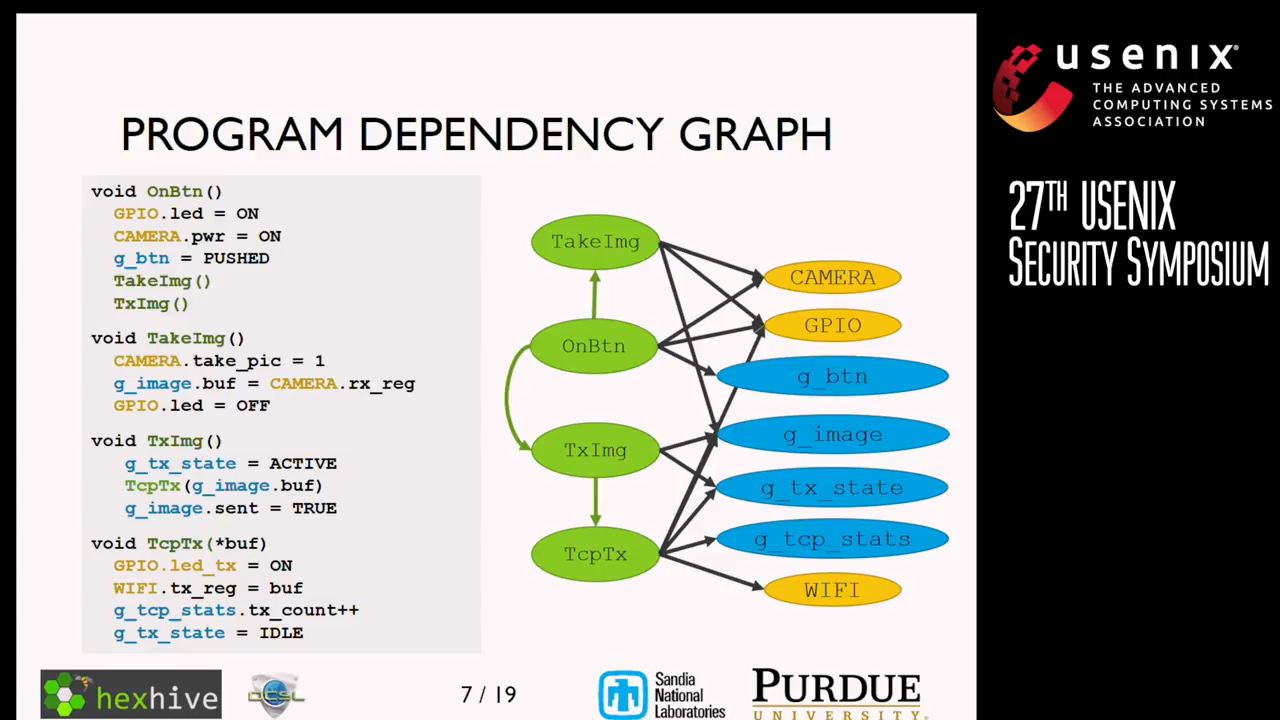 PROGRAM DEPENDENCY GRAPH
void OnBtn()
GPIO.led = ON
CAMERA.pwr = ON
g_btn = PUSHED
TakeImg()
TxImg()
void TakeImg()
CAMERA.take_pic = 1
g_image.buf = CAMERA.rx_reg
GPIO.led = OFF
void TxImg()
g_tx_state = ACTIVE
TcpTx(g_image.buf)
g_image.sent = TRUE
void TcpTx(*buf)
GPIO.led_tx = ON
WIFI.tx_reg = buf
g_tcp_stats.tx_count++
g_tx_state = IDLE
TakeImg
OnBtn
TxImg
TcpTx
CAMERA
GPIO
g_btn
g_image
g_tx_state
g_tcp_stats
WIFI
hexhive
DCSL
7 / 19
Sandia
National
Laboratories
PURDUE
UNIVERSITY
usenix
THE ADVANCED
COMPUTING SYSTEMS
ASSOCIATION
27TH USENIX
SECURITY SYMPOSIUM